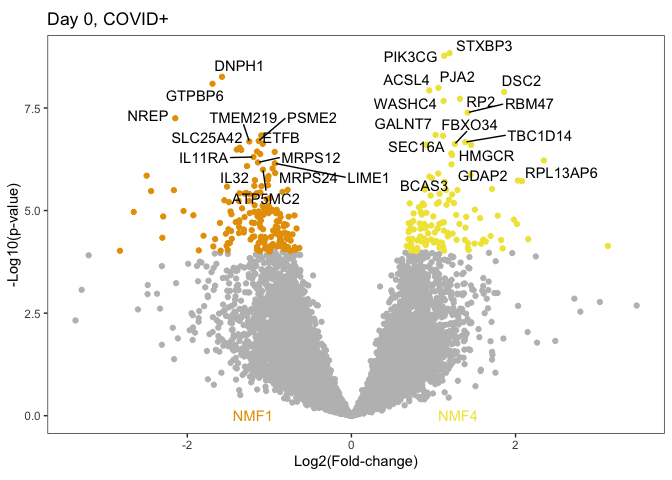 Day 0, COVID+
STXBP3
PIK3CG
DNPH1
PJA2
ACSL4
DSC2
GTPBP6
WASHC4
RP2
RBM47
7.5
NREP
TMEM219
PSME2
GALNT7
FBXO34
SLC25A42
ETFB
TBC1D14
SEC16A
IL11RA
MRPS12
HMGCR
IL32
MRPS24
LIME1
GDAP2
RPL13AP6
BCAS3
ATP5MC2
5.0
-Log10(p-value)
2.5
0.0
NMF1
NMF4
-2
0
2
Log2(Fold-change)